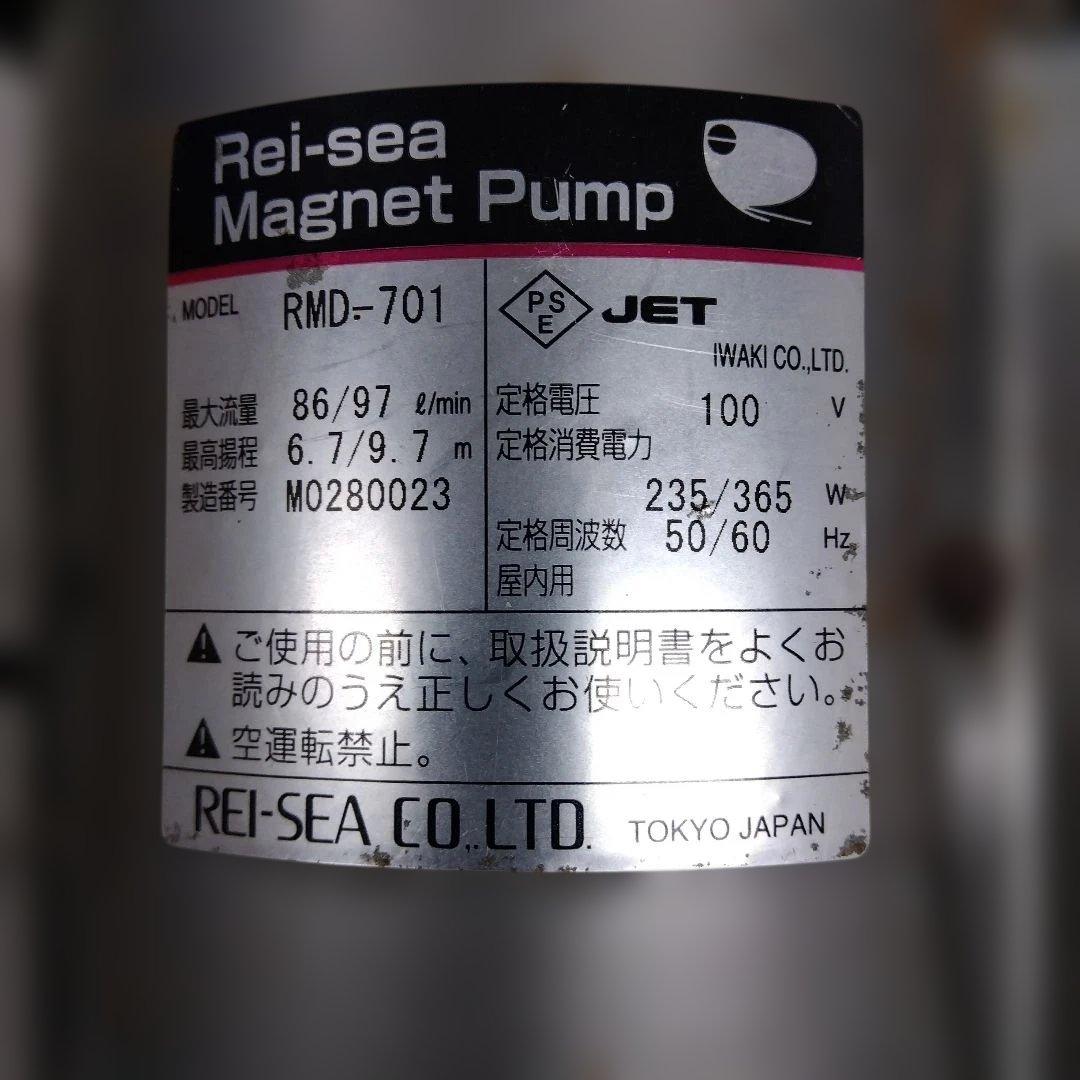 Rei-sea
Magnet Pump
MODEL RMD-701
最大流量 86/97 ℓ/min
最高揚程 6.7/9.7 m
製造番号 M0280023
PSE JET
IWAKI CO.,LTD.
定格電圧 100 V
定格消費電力
235/365 W
定格周波数 50/60 Hz
屋内用
ご使用の前に、取扱説明書をよくお
読みのうえ正しくお使いください。
空運転禁止。
REI-SEA CO.,LTD. TOKYO JAPAN